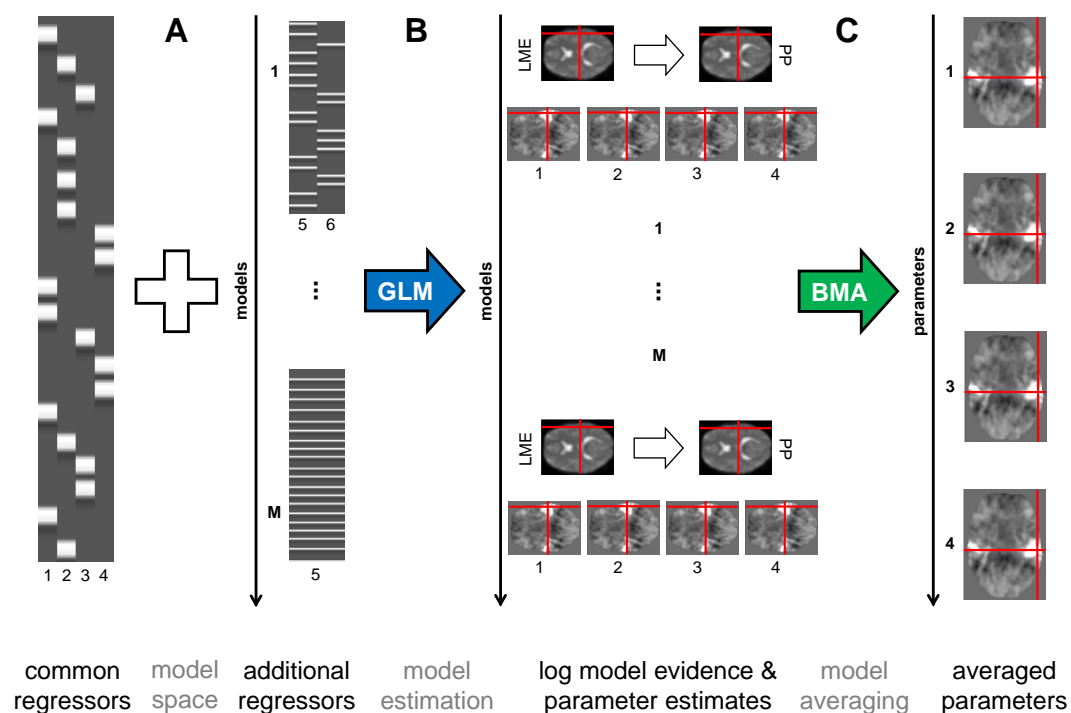 A
B
C
1
5 6
...
M
5
models
1 2 3 4
GLM
models
LME
PP
1 2 3 4
1
...
M
LME
PP
1 2 3 4
BMA
parameters
1
2
3
4
common
regressors
model
space
additional
regressors
model
estimation
log model evidence &
parameter estimates
model
averaging
averaged
parameters